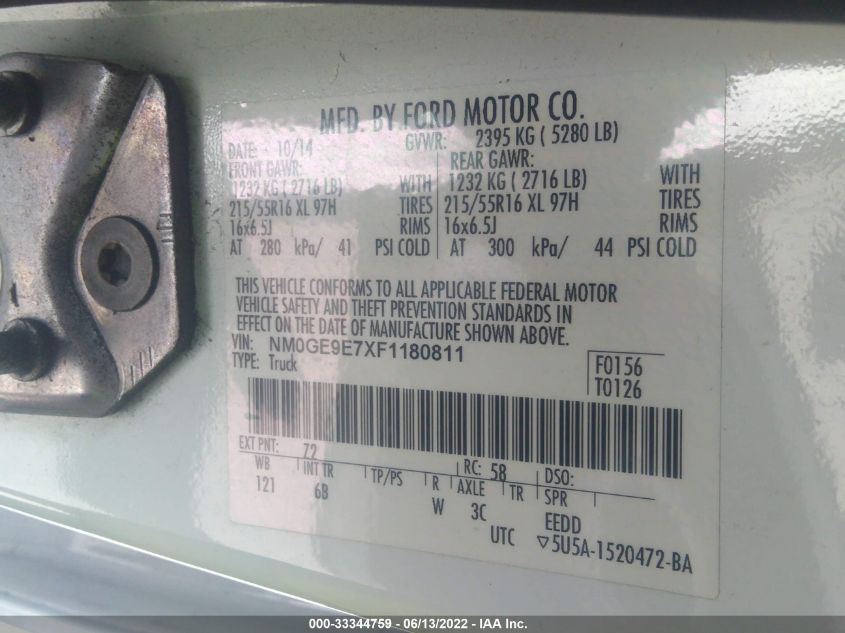 MFD. BY FORD MOTOR CO.
DATE: 10/14 GVWR: 2395 KG ( 5280 LB)
FRONT GAWR: REAR GAWR:
1232 KG ( 2716 LB) WITH 1232 KG ( 2716 LB) WITH
215/55R16 XL 97H TIRES 215/55R16 XL 97H TIRES
16x6.5J RIMS 16x6.5J RIMS
AT 280 kPa/ 41 PSI COLD AT 300 kPa/ 44 PSI COLD
THIS VEHICLE CONFORMS TO ALL APPLICABLE FEDERAL MOTOR
VEHICLE SAFETY AND THEFT PREVENTION STANDARDS IN
EFFECT ON THE DATE OF MANUFACTURE SHOWN ABOVE.
VIN: NM0GE9E7XF1180811
TYPE: Truck
F0156
T0126
EXT PNT: 72 RC: 58 DSO:
WB INT TR TP/PS R AXLE TR SPR
121 6B W 3C EEDD
UTC ▽5U5A-1520472-BA
000-33344759 - 06/13/2022 - IAA Inc.